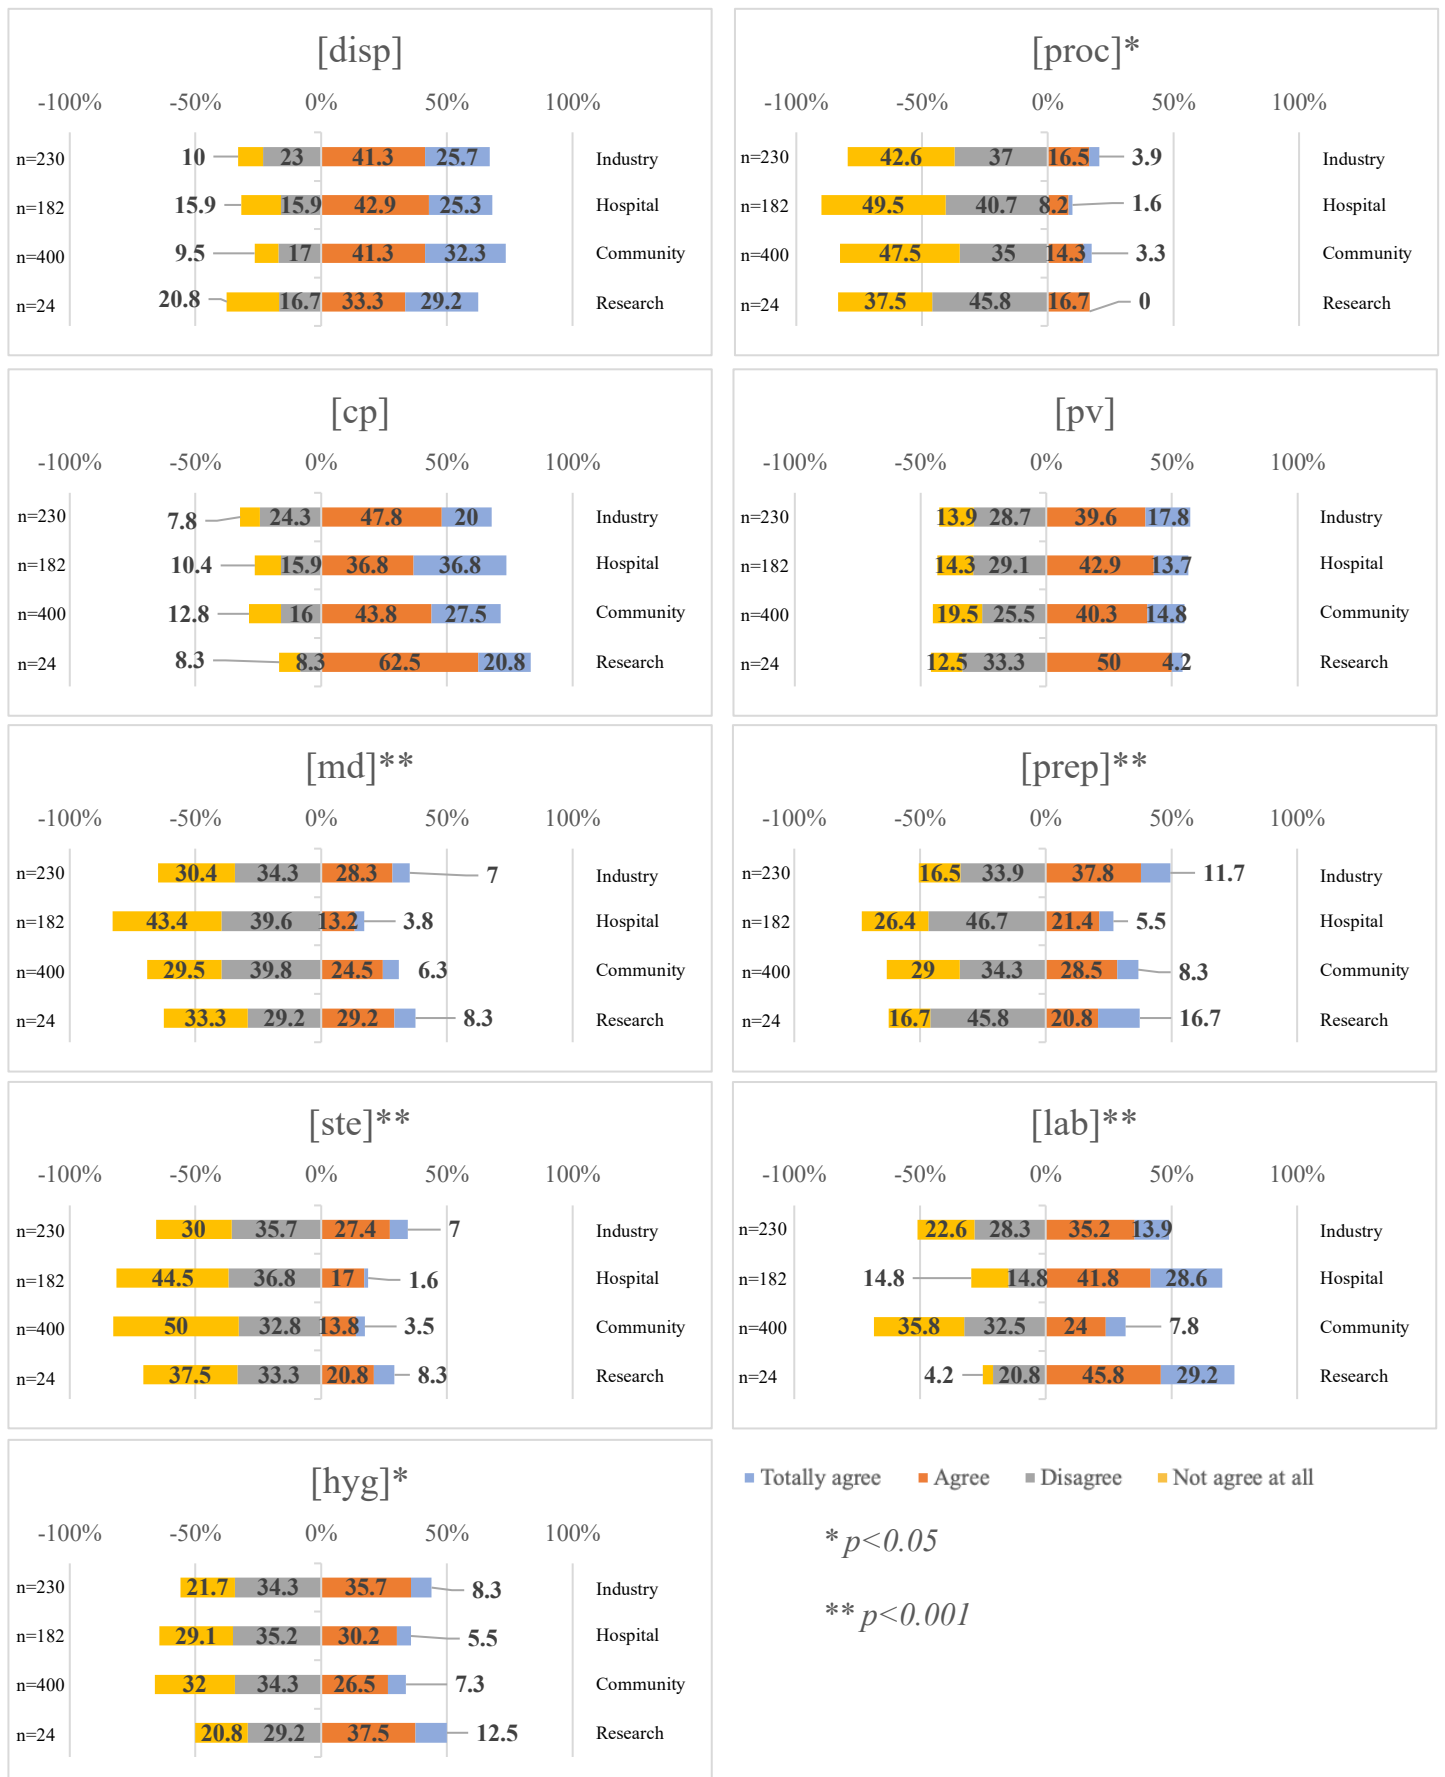 [disp]
-100% -50% 0% 50% 100%
n=230 10 23 41.3 25.7 Industry
n=182 15.9 15.9 42.9 25.3 Hospital
n=400 9.5 17 41.3 32.3 Community
n=24 20.8 16.7 33.3 29.2 Research
[proc]*
-100% -50% 0% 50% 100%
n=230 42.6 37 16.5 3.9 Industry
n=182 49.5 40.7 8.2 1.6 Hospital
n=400 47.5 35 14.3 3.3 Community
n=24 37.5 45.8 16.7 0 Research
[cp]
-100% -50% 0% 50% 100%
n=230 7.8 24.3 47.8 20 Industry
n=182 10.4 15.9 36.8 36.8 Hospital
n=400 12.8 16 43.8 27.5 Community
n=24 8.3 8.3 62.5 20.8 Research
[pv]
-100% -50% 0% 50% 100%
n=230 13.9 28.7 39.6 17.8 Industry
n=182 14.3 29.1 42.9 13.7 Hospital
n=400 19.5 25.5 40.3 14.8 Community
n=24 12.5 33.3 50 4.2 Research
[md]**
-100% -50% 0% 50% 100%
n=230 30.4 34.3 28.3 7 Industry
n=182 43.4 39.6 13.2 3.8 Hospital
n=400 29.5 39.8 24.5 6.3 Community
n=24 33.3 29.2 29.2 8.3 Research
[prep]**
-100% -50% 0% 50% 100%
n=230 16.5 33.9 37.8 11.7 Industry
n=182 26.4 46.7 21.4 5.5 Hospital
n=400 29 34.3 28.5 8.3 Community
n=24 16.7 45.8 20.8 16.7 Research
[ste]**
-100% -50% 0% 50% 100%
n=230 30 35.7 27.4 7 Industry
n=182 44.5 36.8 17 1.6 Hospital
n=400 50 32.8 13.8 3.5 Community
n=24 37.5 33.3 20.8 8.3 Research
[lab]**
-100% -50% 0% 50% 100%
n=230 22.6 28.3 35.2 13.9 Industry
n=182 14.8 14.8 41.8 28.6 Hospital
n=400 35.8 32.5 24 7.8 Community
n=24 4.2 20.8 45.8 29.2 Research
[hyg]*
-100% -50% 0% 50% 100%
n=230 21.7 34.3 35.7 8.3 Industry
n=182 29.1 35.2 30.2 5.5 Hospital
n=400 32 34.3 26.5 7.3 Community
n=24 20.8 29.2 37.5 12.5 Research
Totally agree Agree Disagree Not agree at all
* p<0.05
** p<0.001